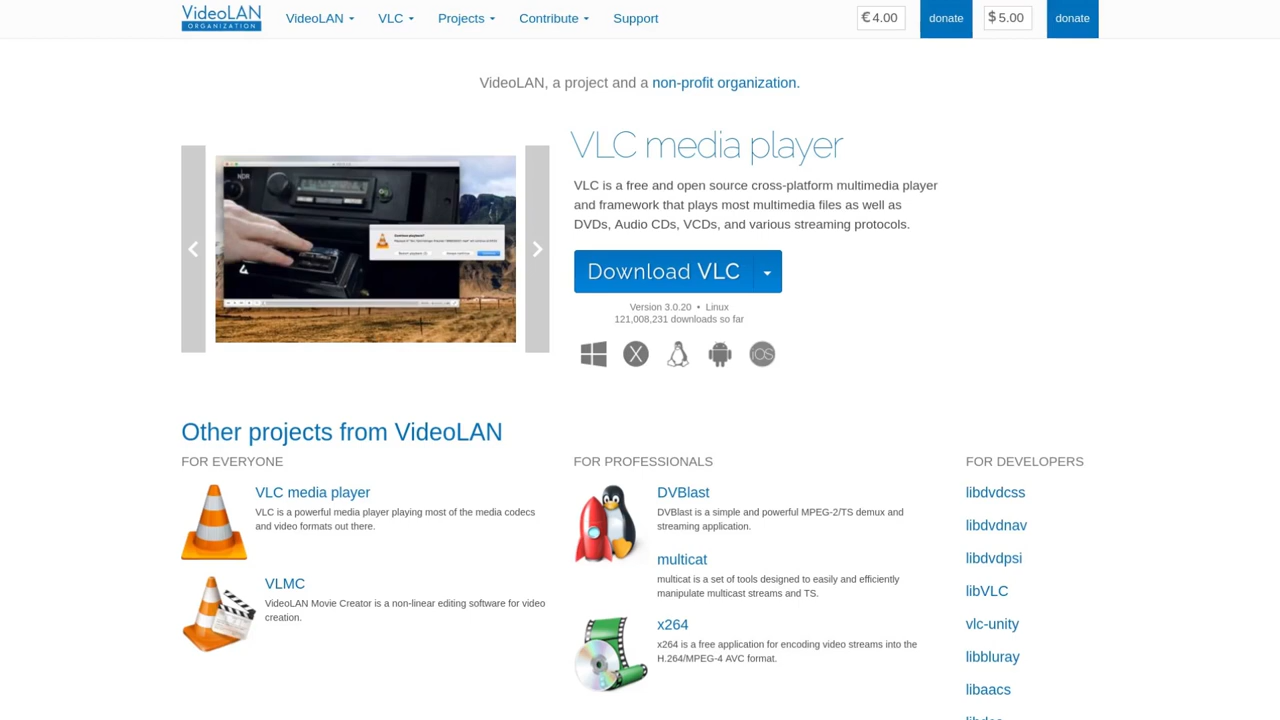 VideoLAN
ORGANIZATION
VideoLAN
VLC
Projects
Contribute
Support
€ 4.00
donate
$ 5.00
donate
VideoLAN, a project and a non-profit organization.
VLC media player
VLC is a free and open source cross-platform multimedia player
and framework that plays most multimedia files as well as
DVDs, Audio CDs, VCDs, and various streaming protocols.
Download VLC
Version 3.0.20 • Linux
121,008,231 downloads so far
NDR
X
iOS
Other projects from VideoLAN
FOR EVERYONE
VLC media player
VLC is a powerful media player playing most of the media codecs
and video formats out there.
VLMC
VideoLAN Movie Creator is a non-linear editing software for video
creation.
FOR PROFESSIONALS
DVBlast
DVBlast is a simple and powerful MPEG-2/TS demux and
streaming application.
multicat
multicat is a set of tools designed to easily and efficiently
manipulate multicast streams and TS.
x264
x264 is a free application for encoding video streams into the
H.264/MPEG-4 AVC format.
FOR DEVELOPERS
libdvdcss
libdvdnav
libdvdpsi
libVLC
vlc-unity
libbluray
libaacs